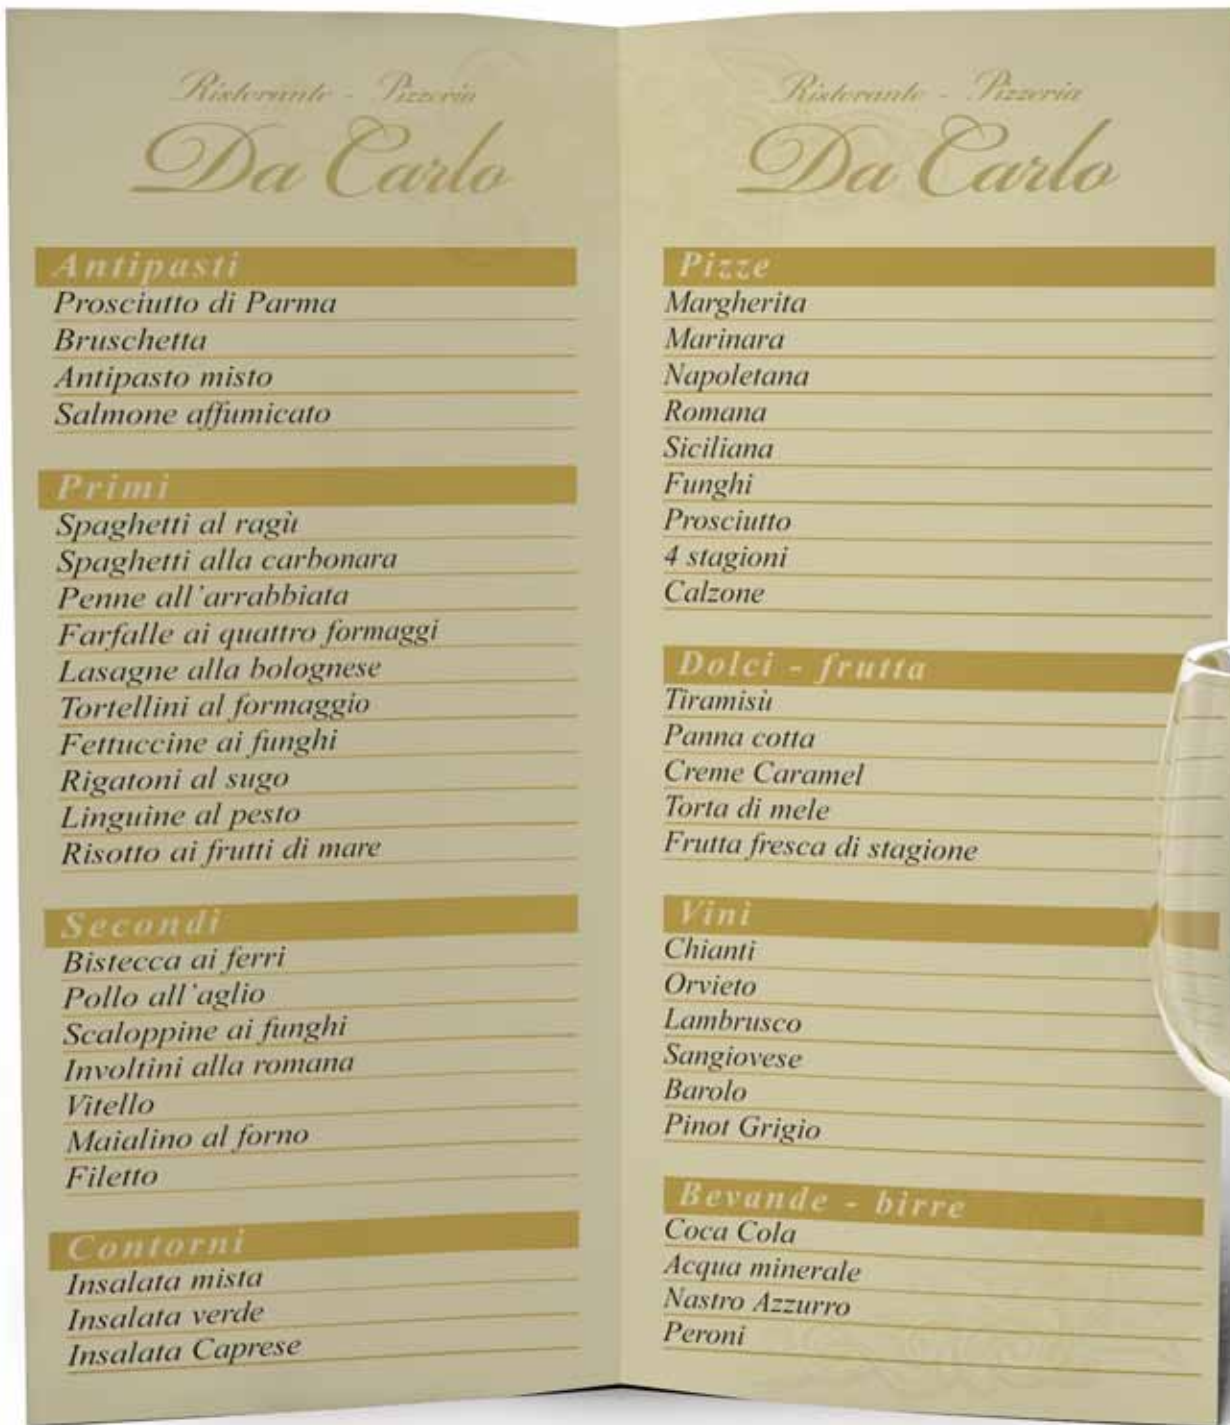 Ristorante - Pizzeria
Da Carlo
Antipasti
Prosciutto di Parma
Bruschetta
Antipasto misto
Salmone affumicato
Primi
Spaghetti al ragù
Spaghetti alla carbonara
Penne all'arrabbiata
Farfalle ai quattro formaggi
Lasagne alla bolognese
Tortellini al formaggio
Fettuccine ai funghi
Rigatoni al sugo
Linguine al pesto
Risotto ai frutti di mare
Secondi
Bistecca ai ferri
Pollo all'aglio
Scaloppine ai funghi
Involtini alla romana
Vitello
Maialino al forno
Filetto
Contorni
Insalata mista
Insalata verde
Insalata Caprese
Ristorante - Pizzeria
Da Carlo
Pizze
Margherita
Marinara
Napoletana
Romana
Siciliana
Funghi
Prosciutto
4 stagioni
Calzone
Dolci - frutta
Tiramisù
Panna cotta
Creme Caramel
Torta di mele
Frutta fresca di stagione
Vini
Chianti
Orvieto
Lambrusco
Sangiovese
Barolo
Pinot Grigio
Bevande - birre
Coca Cola
Acqua minerale
Nastro Azzurro
Peroni